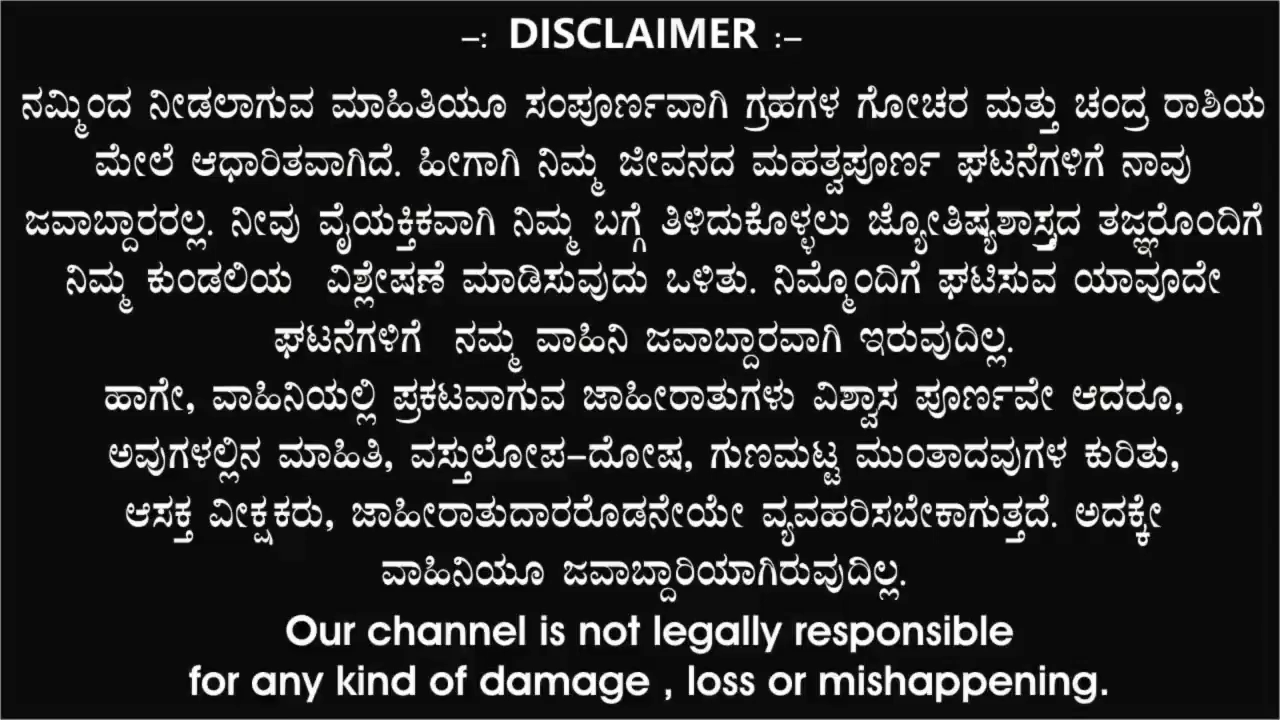 –: DISCLAIMER :–
ನಮ್ಮಿಂದ ನೀಡಲಾಗುವ ಮಾಹಿತಿಯೂ ಸಂಪೂರ್ಣವಾಗಿ ಗ್ರಹಗಳ ಗೋಚರ ಮತ್ತು ಚಂದ್ರ ರಾಶಿಯ
ಮೇಲೆ ಆಧಾರಿತವಾಗಿದೆ. ಹೀಗಾಗಿ ನಿಮ್ಮ ಜೀವನದ ಮಹತ್ವಪೂರ್ಣ ಘಟನೆಗಳಿಗೆ ನಾವು
ಜವಾಬ್ದಾರರಲ್ಲ. ನೀವು ವೈಯಕ್ತಿಕವಾಗಿ ನಿಮ್ಮ ಬಗ್ಗೆ ತಿಳಿದುಕೊಳ್ಳಲು ಜ್ಯೋತಿಷ್ಯಶಾಸ್ತ್ರದ ತಜ್ಞರೊಂದಿಗೆ
ನಿಮ್ಮ ಕುಂಡಲಿಯ ವಿಶ್ಲೇಷಣೆ ಮಾಡಿಸುವುದು ಒಳಿತು. ನಿಮ್ಮೊಂದಿಗೆ ಘಟಿಸುವ ಯಾವೂದೇ
ಘಟನೆಗಳಿಗೆ ನಮ್ಮ ವಾಹಿನಿ ಜವಾಬ್ದಾರವಾಗಿ ಇರುವುದಿಲ್ಲ.
ಹಾಗೇ, ವಾಹಿನಿಯಲ್ಲಿ ಪ್ರಕಟವಾಗುವ ಜಾಹೀರಾತುಗಳು ವಿಶ್ವಾಸ ಪೂರ್ಣವೇ ಆದರೂ,
ಅವುಗಳಲ್ಲಿನ ಮಾಹಿತಿ, ವಸ್ತುಲೋಪ-ದೋಷ, ಗುಣಮಟ್ಟ ಮುಂತಾದವುಗಳ ಕುರಿತು,
ಆಸಕ್ತ ವೀಕ್ಷಕರು, ಜಾಹೀರಾತುದಾರರೊಡನೇಯೇ ವ್ಯವಹರಿಸಬೇಕಾಗುತ್ತದೆ. ಅದಕ್ಕೇ
ವಾಹಿನಿಯೂ ಜವಾಬ್ದಾರಿಯಾಗಿರುವುದಿಲ್ಲ.
Our channel is not legally responsible
for any kind of damage , loss or mishappening.